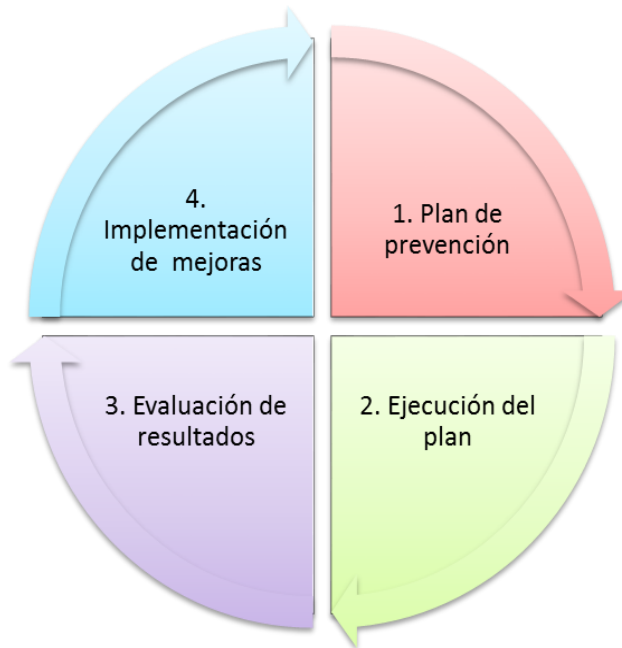 1. Plan de
prevención
2. Ejecución del
plan
3. Evaluación de
resultados
4.
Implementación
de mejoras